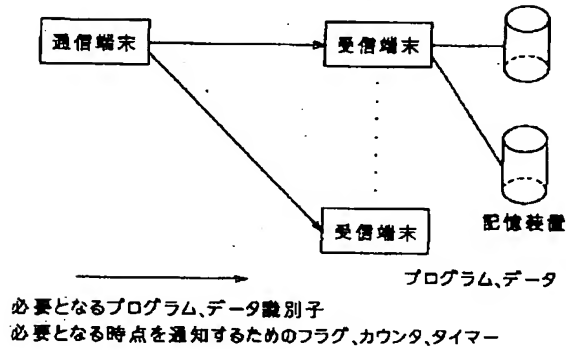 通信端末
受信端末
受信端末
記憶装置
プログラム、データ
必要となるプログラム、データ識別子
必要となる時点を通知するためのフラグ、カウンタ、タイマー